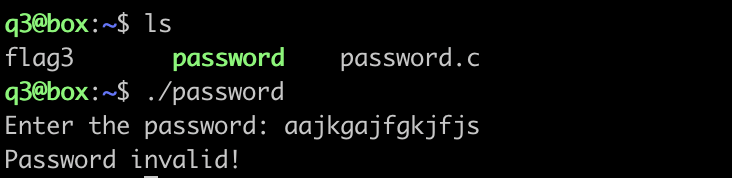 q3@box:~$ ls
flag3       password    password.c
q3@box:~$ ./password
Enter the password: aajkgajfgkjfjs
Password invalid!